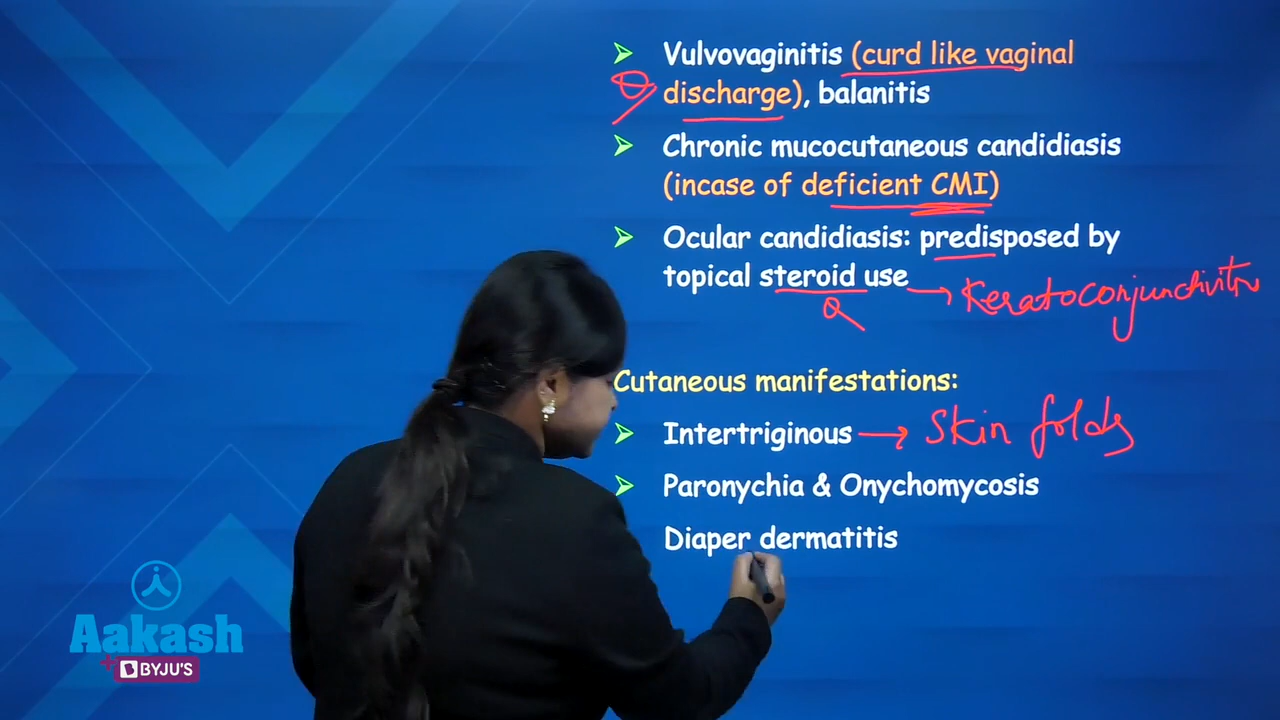 Vulvovaginitis (curd like vaginal
discharge), balanitis
Chronic mucocutaneous candidiasis
(incase of deficient CMI)
Ocular candidiasis: predisposed by
topical steroid use → Keratoconjunctivitis
Cutaneous manifestations:
Intertriginous → Skin folds
Paronychia & Onychomycosis
Diaper dermatitis
Aakash
+ BYJU'S